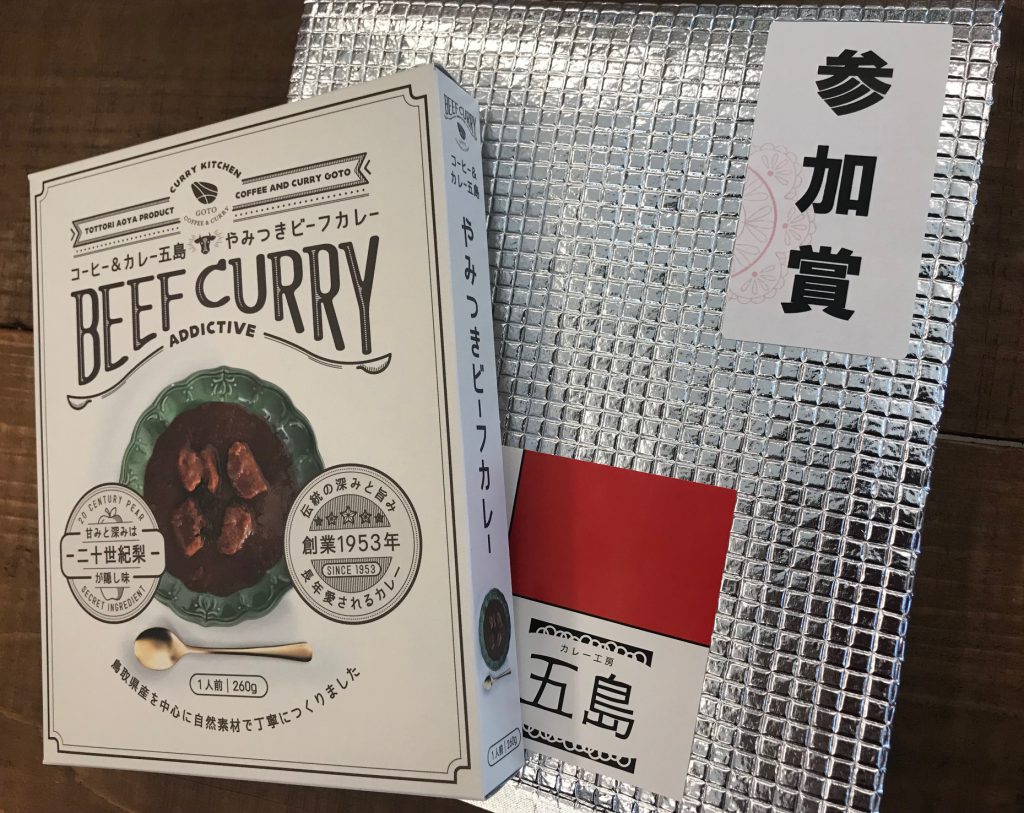 CURRY KITCHEN
TOTTORI AOYA PRODUCT
GOTO
COFFEE & CURRY
COFFEE AND CURRY GOTO
コーヒー&カレー五島
やみつきビーフカレー
BEEF CURRY
ADDICTIVE
20 CENTURY PEAR
甘みと深みは
二十世紀梨
が隠し味
SECRET INGREDIENT
伝統の深みと旨み
創業1953年
SINCE 1953
長年愛されるカレー
1人前 260g
鳥取県産を中心に自然素材で丁寧につくりました
BEEF CURRY
コーヒー&
カレー五島
やみつきビーフカレー
1人前 260g
参加賞
カレー工房
五島